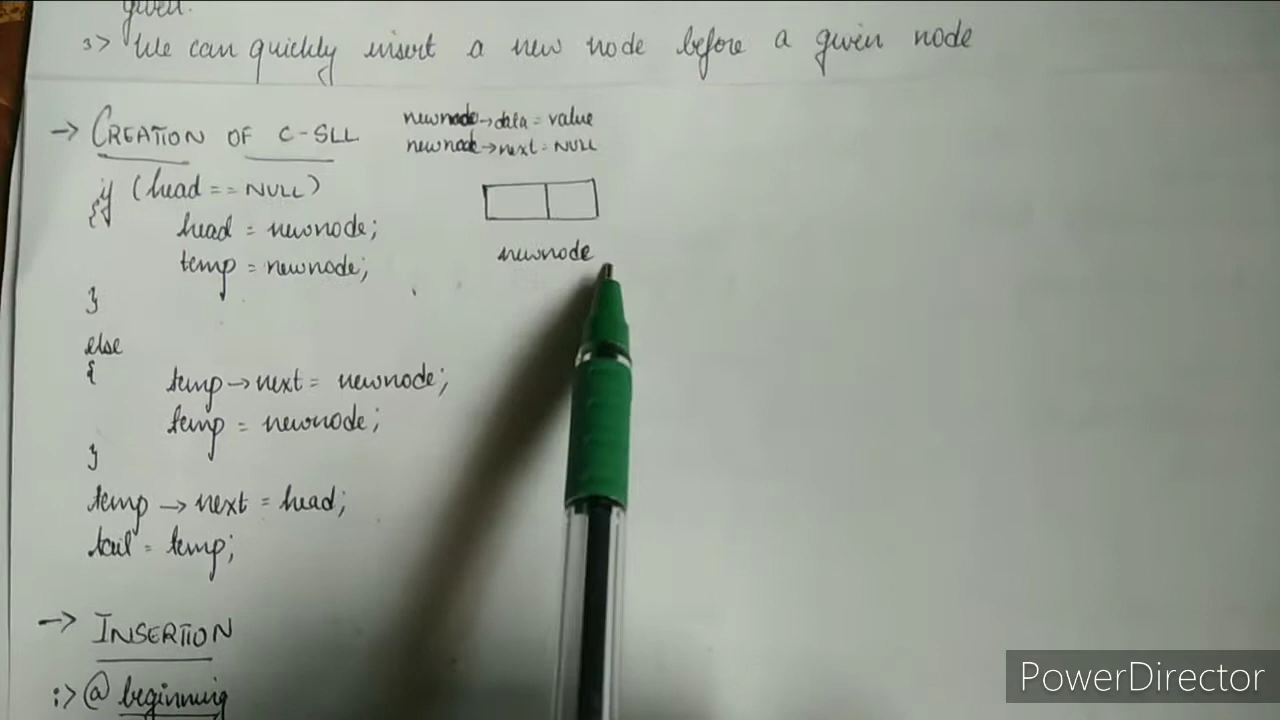 given.
3> We can quickly insert a new node before a given node
→ CREATION OF C-SLL
newnode→data = value
newnode→next = NULL
if (head == NULL)
{
head = newnode;
temp = newnode;
}
newnode
else
{
temp→next = newnode;
temp = newnode;
}
temp → next = head;
tail = temp;
→ INSERTION
i> @ beginning
PowerDirector